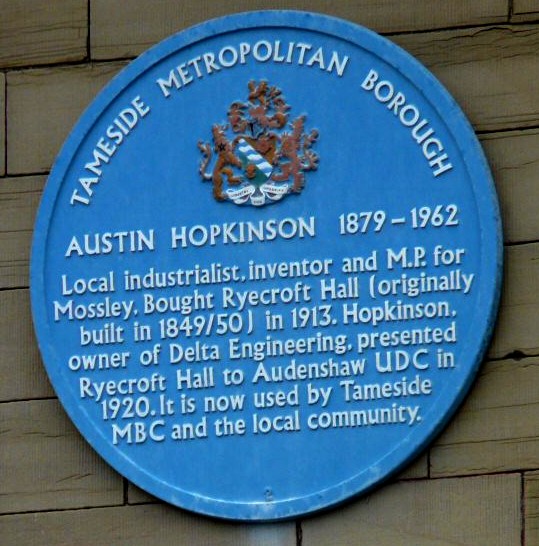 TAMESIDE METROPOLITAN BOROUGH
AUSTIN HOPKINSON 1879-1962
Local industrialist, inventor and M.P. for
Mossley. Bought Ryecroft Hall (originally
built in 1849/50) in 1913. Hopkinson,
owner of Delta Engineering, presented
Ryecroft Hall to Audenshaw UDC in
1920. It is now used by Tameside
MBC and the local community.